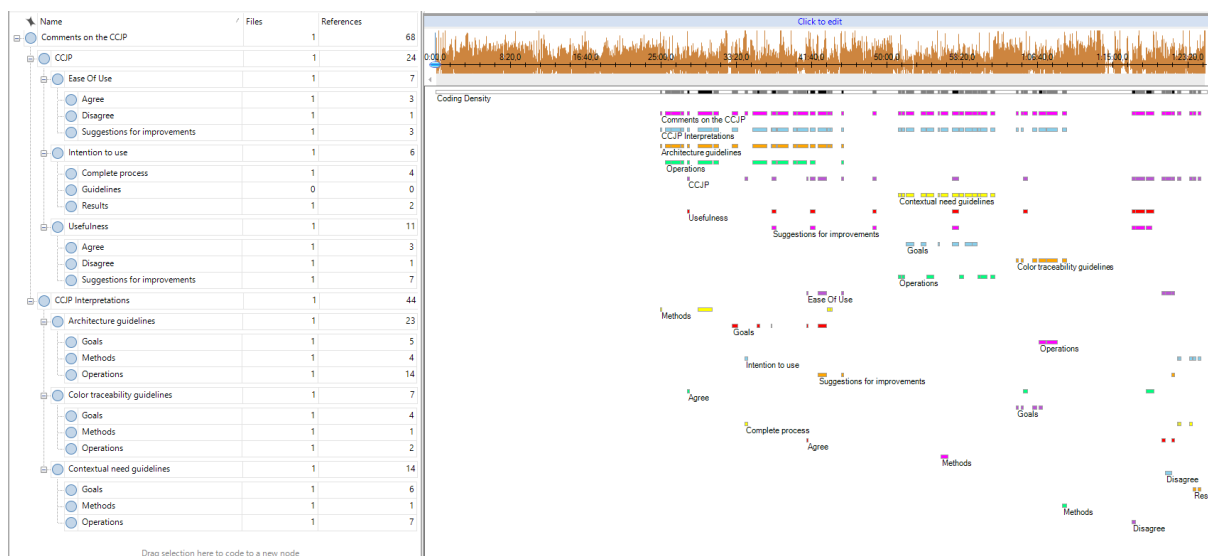 Name Files References
Comments on the CCJP 1 68
CCJP 1 24
Ease Of Use 1 7
Agree 1 3
Disagree 1 1
Suggestions for improvements 1 3
Intention to use 1 6
Complete process 1 4
Guidelines 0 0
Results 1 2
Usefulness 1 11
Agree 1 3
Disagree 1 1
Suggestions for improvements 1 7
CCJP Interpretations 1 44
Architecture guidelines 1 23
Goals 1 5
Methods 1 4
Operations 1 14
Color traceability guidelines 1 7
Goals 1 4
Methods 1 1
Operations 1 2
Contextual need guidelines 1 14
Goals 1 6
Methods 1 1
Operations 1 7
Drag selection here to code to a new node
Click to edit
0:00,0 8:20,0 16:40,0 25:00,0 33:20,0 41:40,0 50:00,0 58:20,0 1:06:40,0 1:15:00,0 1:23:20,0
Coding Density
Comments on the CCJP
CCJP Interpretations
Architecture guidelines
Operations
CCJP
Contextual need guidelines
Usefulness
Suggestions for improvements
Goals
Color traceability guidelines
Operations
Ease Of Use
Methods
Goals
Operations
Intention to use
Suggestions for improvements
Agree
Goals
Complete process
Agree
Methods
Disagree
Res
Methods
Disagree